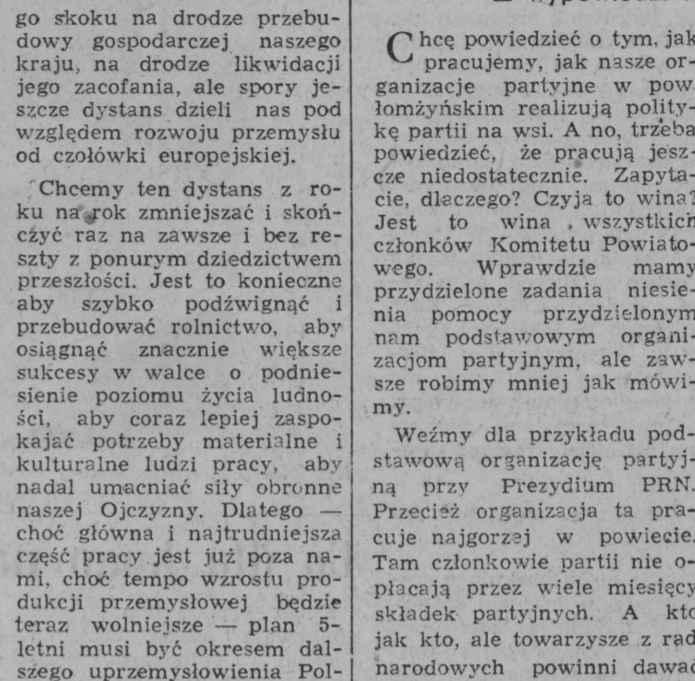 go skoku na drodze przebu-
dowy gospodarczej naszego
kraju, na drodze likwidacji
jego zacofania, ale spory je-
szcze dystans dzieli nas pod
względem rozwoju przemysłu
od czołówki europejskiej.
Chcemy ten dystans z ro-
ku na rok zmniejszać i skoń-
czyć raz na zawsze i bez re-
szty z ponurym dziedzictwem
przeszłości. Jest to konieczne
aby szybko podźwignąć i
przebudować rolnictwo, aby
osiągnąć znacznie większe
sukcesy w walce o podnie-
sienie poziomu życia ludno-
ści, aby coraz lepiej zaspo-
kajać potrzeby materialne i
kulturalne ludzi pracy, aby
nadal umacniać siły obronne
naszej Ojczyzny. Dlatego —
choć główna i najtrudniejsza
część pracy jest już poza na-
mi, choć tempo wzrostu pro-
dukcji przemysłowej będzie
teraz wolniejsze — plan 5-
letni musi być okresem dal-
szego uprzemysłowienia Pol-
Chcę powiedzieć o tym, jak
pracujemy, jak nasze or-
ganizacje partyjne w pow.
łomżyńskim realizują polity-
kę partii na wsi. A no, trzeba
powiedzieć, że pracują jesz-
cze niedostatecznie. Zapyta-
cie, dlaczego? Czyja to wina?
Jest to wina wszystkich
członków Komitetu Powiato-
wego. Wprawdzie mamy
przydzielone zadania niesie-
nia pomocy przydzielonym
nam podstawowym organi-
zacjom partyjnym, ale zaw-
sze robimy mniej jak mówi-
my.
Weźmy dla przykładu pod-
stawową organizację partyj-
ną przy Prezydium PRN.
Przecież organizacja ta pra-
cuje najgorzej w powiecie.
Tam członkowie partii nie o-
płacają przez wiele miesięcy
składek partyjnych. A kto
jak kto, ale towarzysze z rad
narodowych powinni dawać